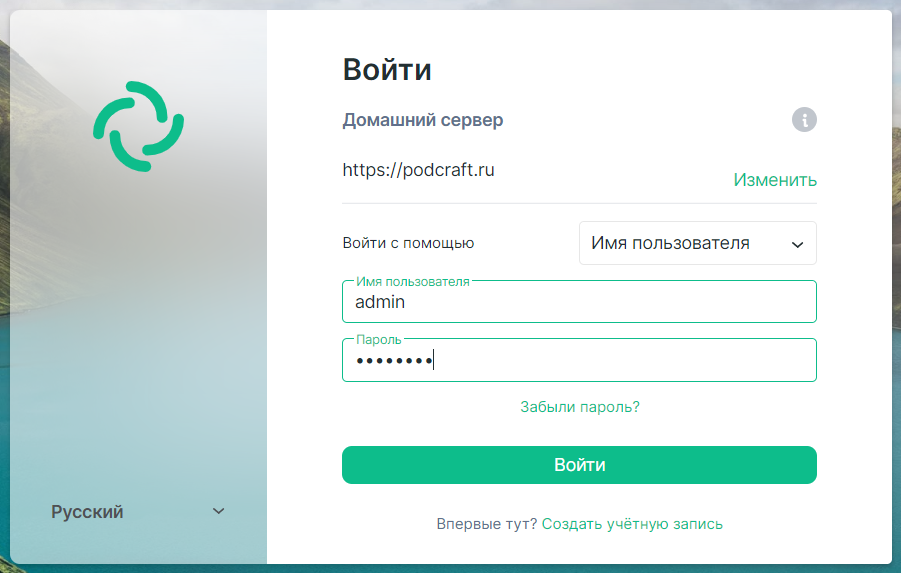 Войти
Домашний сервер
https://podcraft.ru
Изменить
Войти с помощью
Имя пользователя
Имя пользователя
admin
Пароль
••••••••
Забыли пароль?
Войти
Впервые тут? Создать учётную запись
Русский